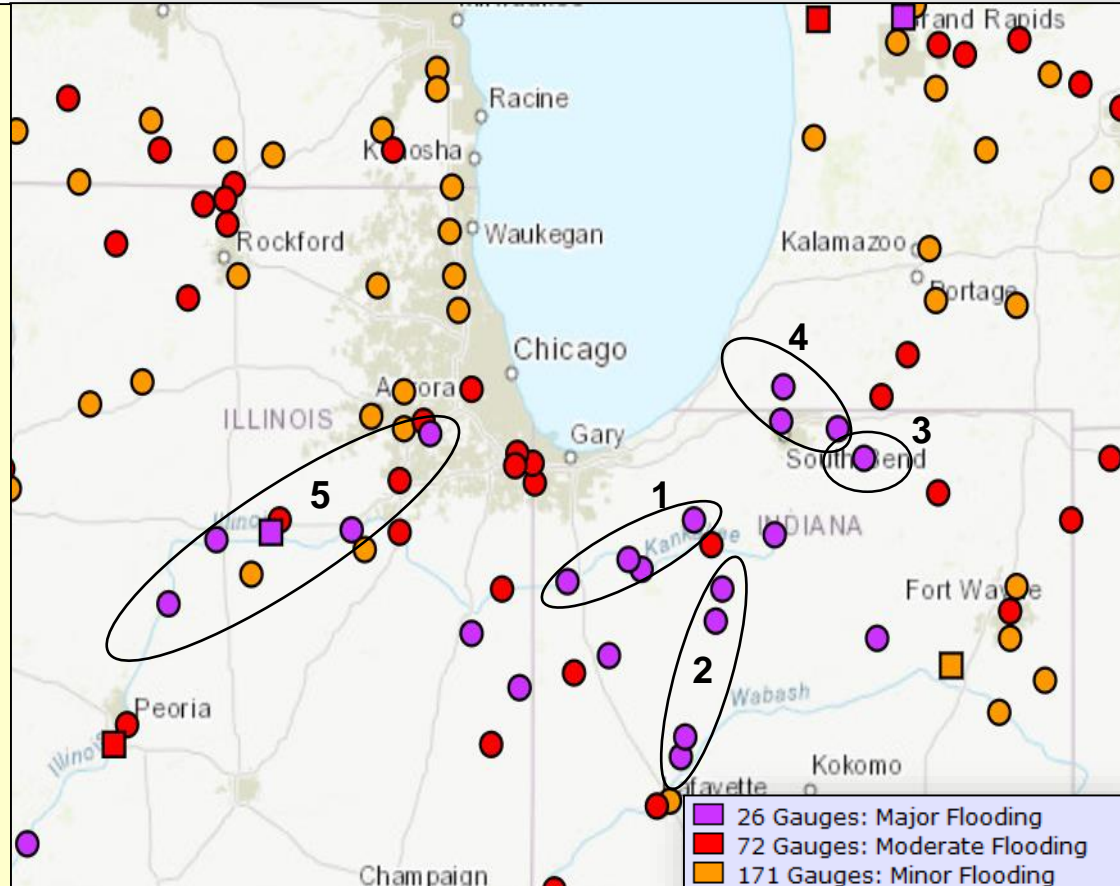 Grand Rapids
Racine
Kenosha
Waukegan
Rockford
Kalamazoo
Portage
4
Chicago
Aurora
ILLINOIS
3
Gary
South Bend
5
1
Illinois
INDIANA
Kankakee
Fort Wayne
2
Wabash
Peoria
Illinois
Kokomo
Lafayette
26 Gauges: Major Flooding
72 Gauges: Moderate Flooding
171 Gauges: Minor Flooding
Champaign